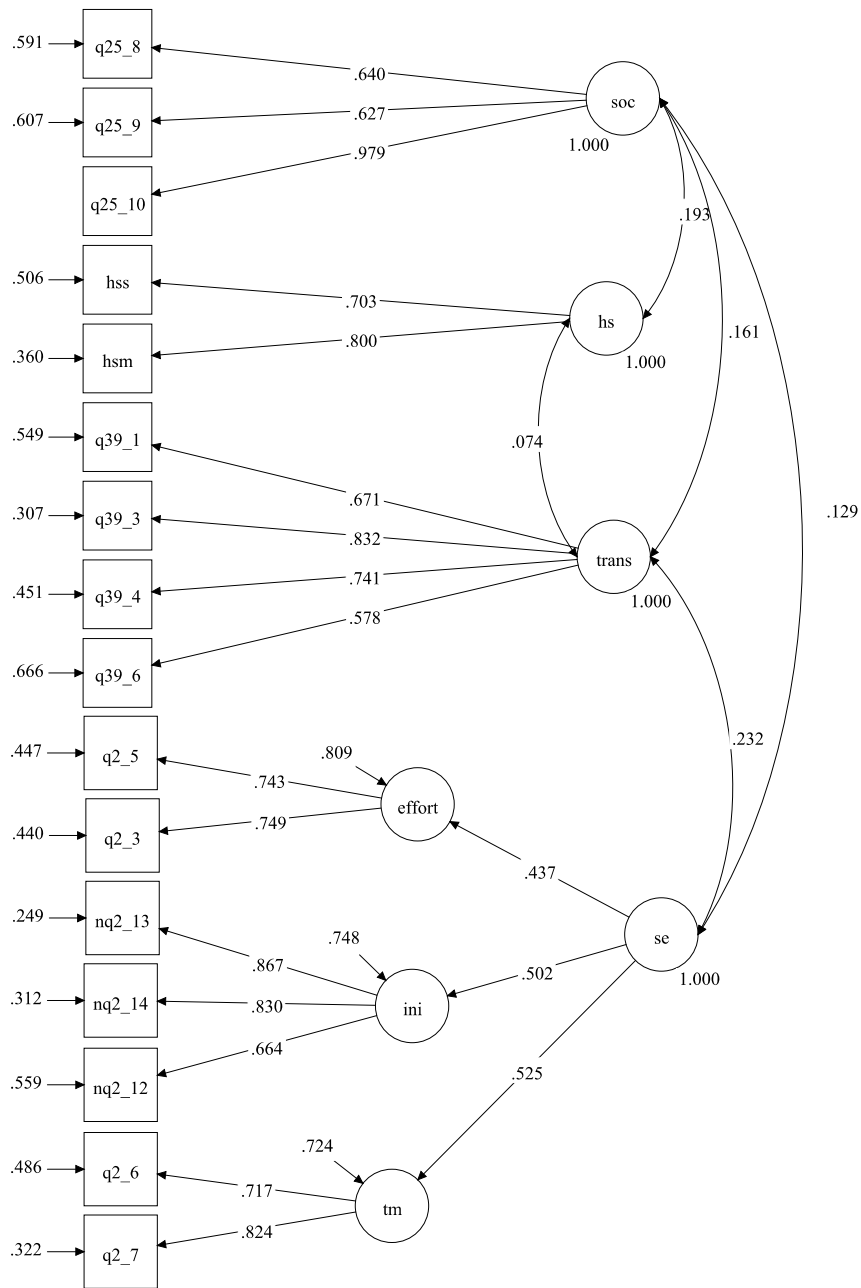 .591
q25_8
.640
soc
.607
q25_9
.627
1.000
.979
q25_10
.193
.506
hss
.703
hs
.161
.360
hsm
.800
1.000
.549
q39_1
.074
.671
.307
q39_3
.832
.129
trans
.451
q39_4
.741
1.000
.578
.666
q39_6
.447
q2_5
.809
.232
.743
effort
.440
q2_3
.749
.437
.249
nq2_13
.748
se
.867
.502
1.000
.312
nq2_14
.830
ini
.664
.525
.559
nq2_12
.486
q2_6
.724
.717
tm
.824
.322
q2_7